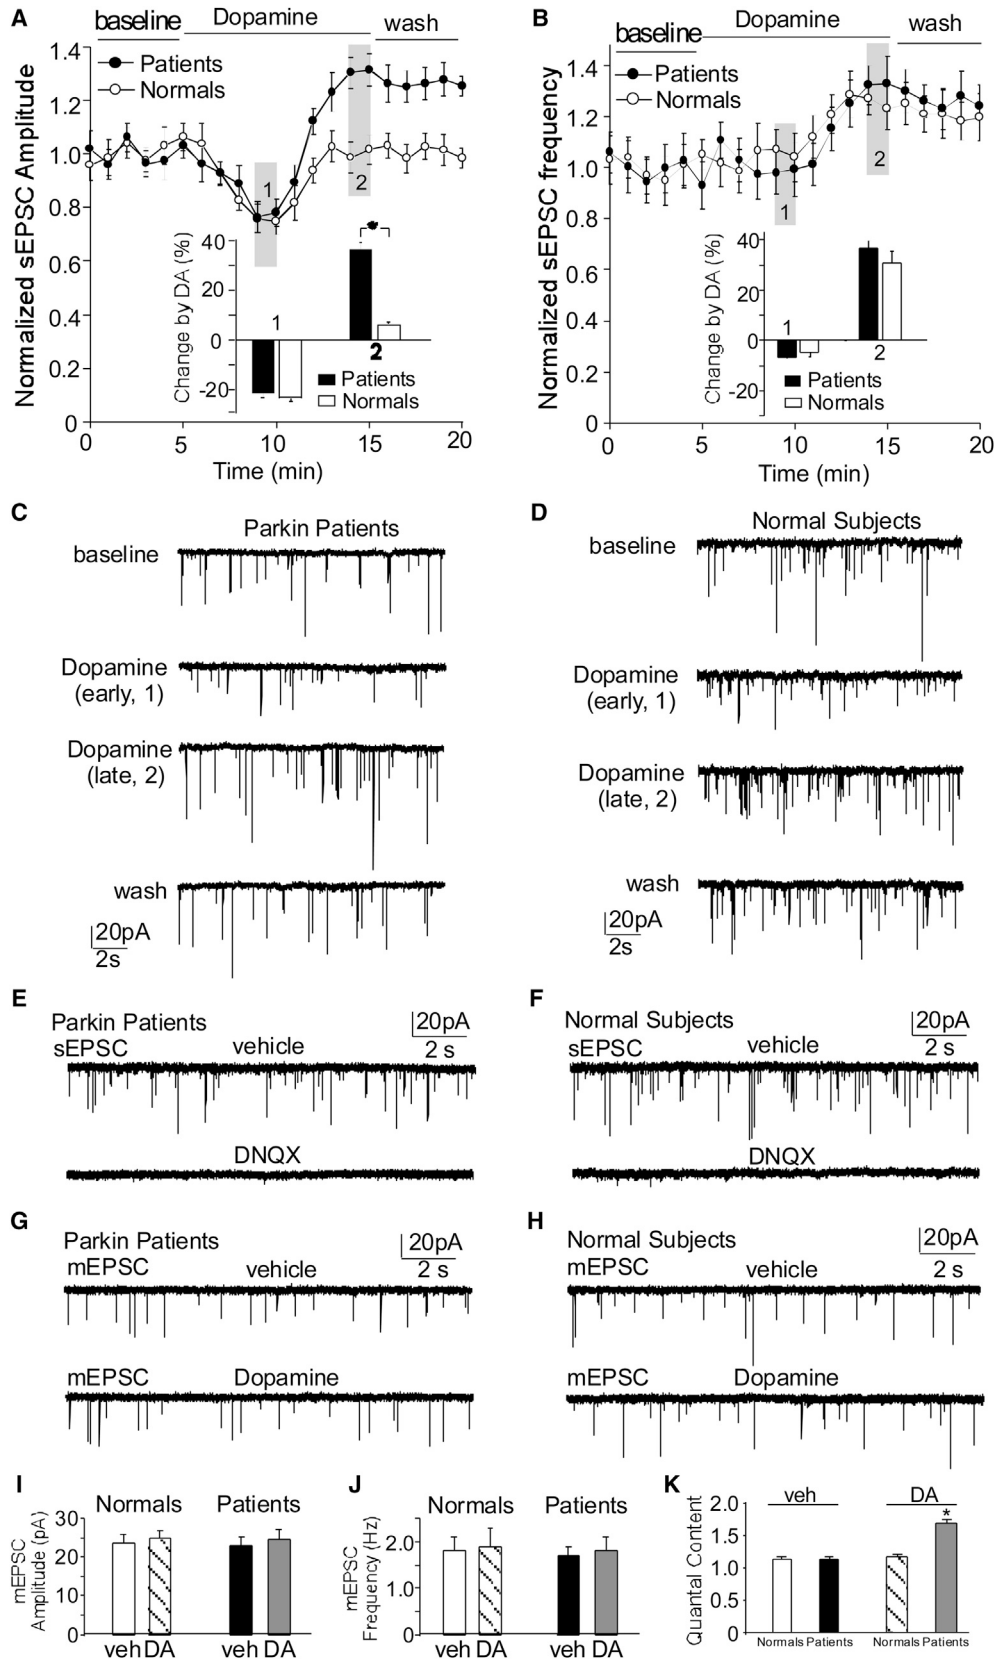 A
baseline
Dopamine
wash
1.4
1.2
1.0
0.8
0.6
0.4
0.2
0
Normalized sEPSC Amplitude
Patients
Normals
1
2
*
Change by DA (%)
40
20
0
-20
1
2
Patients
Normals
0
5
10
15
20
Time (min)
B
baseline
Dopamine
wash
1.4
1.2
1.0
0.8
0.6
0.4
0.2
0
Normalized sEPSC frequency
Patients
Normals
1
2
Change by DA (%)
40
20
0
-20
1
2
Patients
Normals
0
5
10
15
20
Time (min)
C
Parkin Patients
baseline
Dopamine
(early, 1)
Dopamine
(late, 2)
wash
20pA
2s
D
Normal Subjects
baseline
Dopamine
(early, 1)
Dopamine
(late, 2)
wash
20pA
2s
E
Parkin Patients
sEPSC
vehicle
20pA
2 s
DNQX
F
Normal Subjects
sEPSC
vehicle
20pA
2 s
DNQX
G
Parkin Patients
mEPSC
vehicle
20pA
2 s
mEPSC
Dopamine
H
Normal Subjects
mEPSC
vehicle
20pA
2 s
mEPSC
Dopamine
I
Normals
Patients
mEPSC
Amplitude (pA)
30
20
10
0
veh DA
veh DA
J
Normals
Patients
mEPSC
Frequency (Hz)
2.0
1.0
0
veh DA
veh DA
K
veh
DA
*
Quantal Content
2.0
1.5
1.0
0.5
0
Normals Patients
Normals Patients